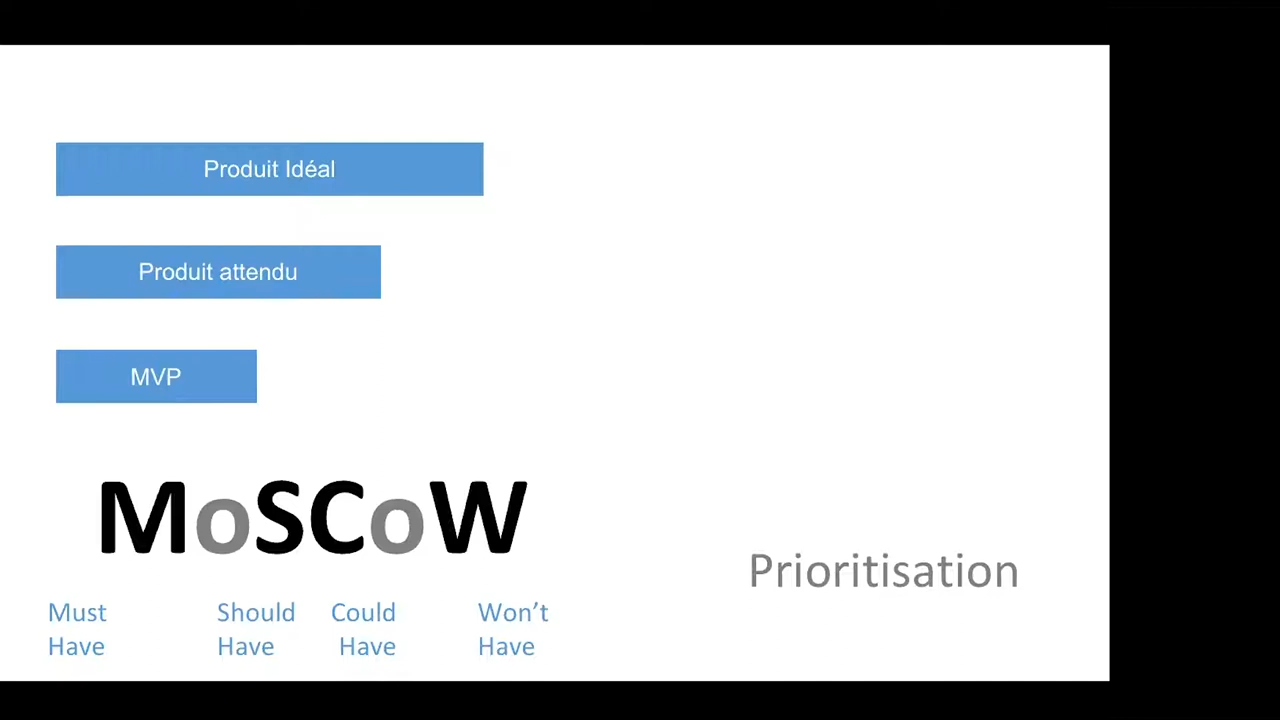 Produit Idéal
Produit attendu
MVP
MoSCoW
Prioritisation
Must Should Could Won’t
Have Have Have Have